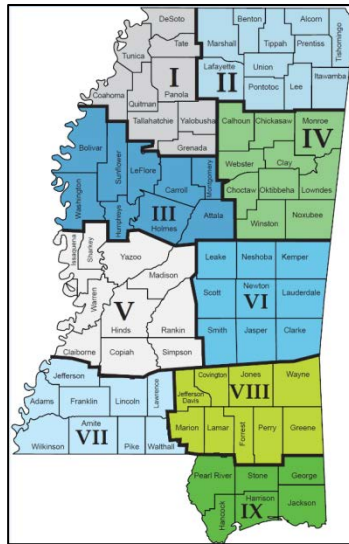 DeSoto
Benton
Alcorn
Tishomingo
Marshall
Tippah
Prentiss
Tunica
Tate
I
Lafayette
II
Union
Itawamba
Panola
Pontotoc
Lee
Coahoma
Quitman
Tallahatchie
Yalobusha
Calhoun
Chickasaw
Monroe
IV
Grenada
Bolivar
Sunflower
LeFlore
Montgomery
Webster
Clay
Carroll
Washington
Choctaw
Oktibbeha
Lowndes
Humphreys
III
Holmes
Attala
Winston
Noxubee
Issaquena
Sharkey
Yazoo
Leake
Neshoba
Kemper
Madison
Warren
V
Scott
Newton
VI
Lauderdale
Hinds
Rankin
Smith
Jasper
Clarke
Claiborne
Copiah
Simpson
Jefferson
Covington
Jones
Wayne
VIII
Adams
Franklin
Lincoln
Lawrence
Jefferson
Davis
Amite
VII
Marion
Lamar
Forrest
Perry
Greene
Wilkinson
Pike
Walthall
Pearl River
Stone
George
Hancock
Harrison
IX
Jackson